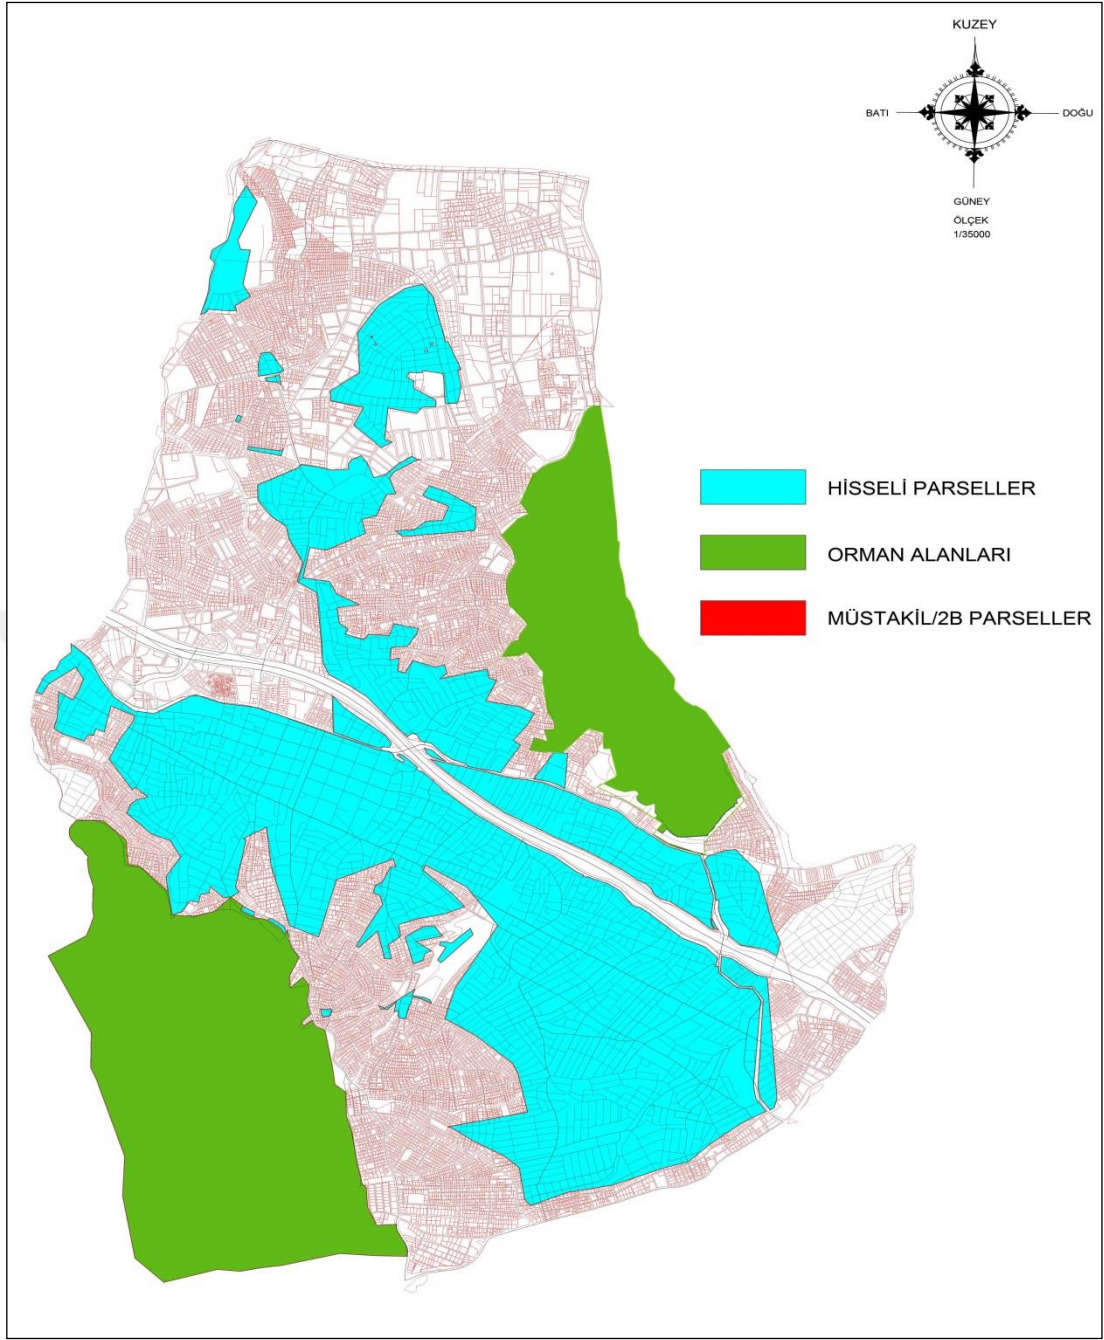 KUZEY
BATI
DOĞU
GÜNEY
ÖLÇEK
1/35000
HİSSELİ PARSELLER
ORMAN ALANLARI
MÜSTAKİL/2B PARSELLER